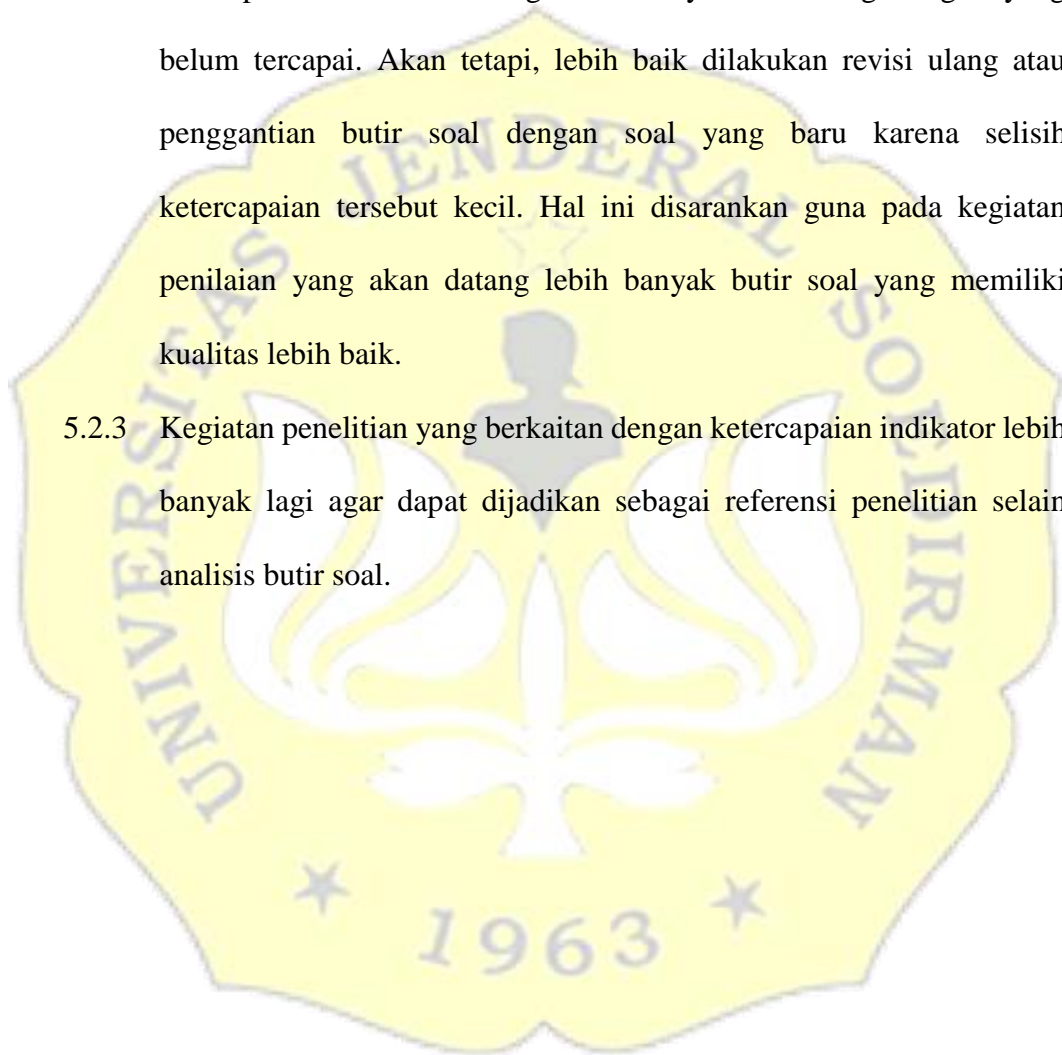 belum tercapai. Akan tetapi, lebih baik dilakukan revisi ulang atau
penggantian butir soal dengan soal yang baru karena selisih
ketercapaian tersebut kecil. Hal ini disarankan guna pada kegiatan
penilaian yang akan datang lebih banyak butir soal yang memiliki
kualitas lebih baik.
5.2.3 Kegiatan penelitian yang berkaitan dengan ketercapaian indikator lebih
banyak lagi agar dapat dijadikan sebagai referensi penelitian selain
analisis butir soal.
UNIVERSITAS JENDERAL SOEDIRMAN
1963